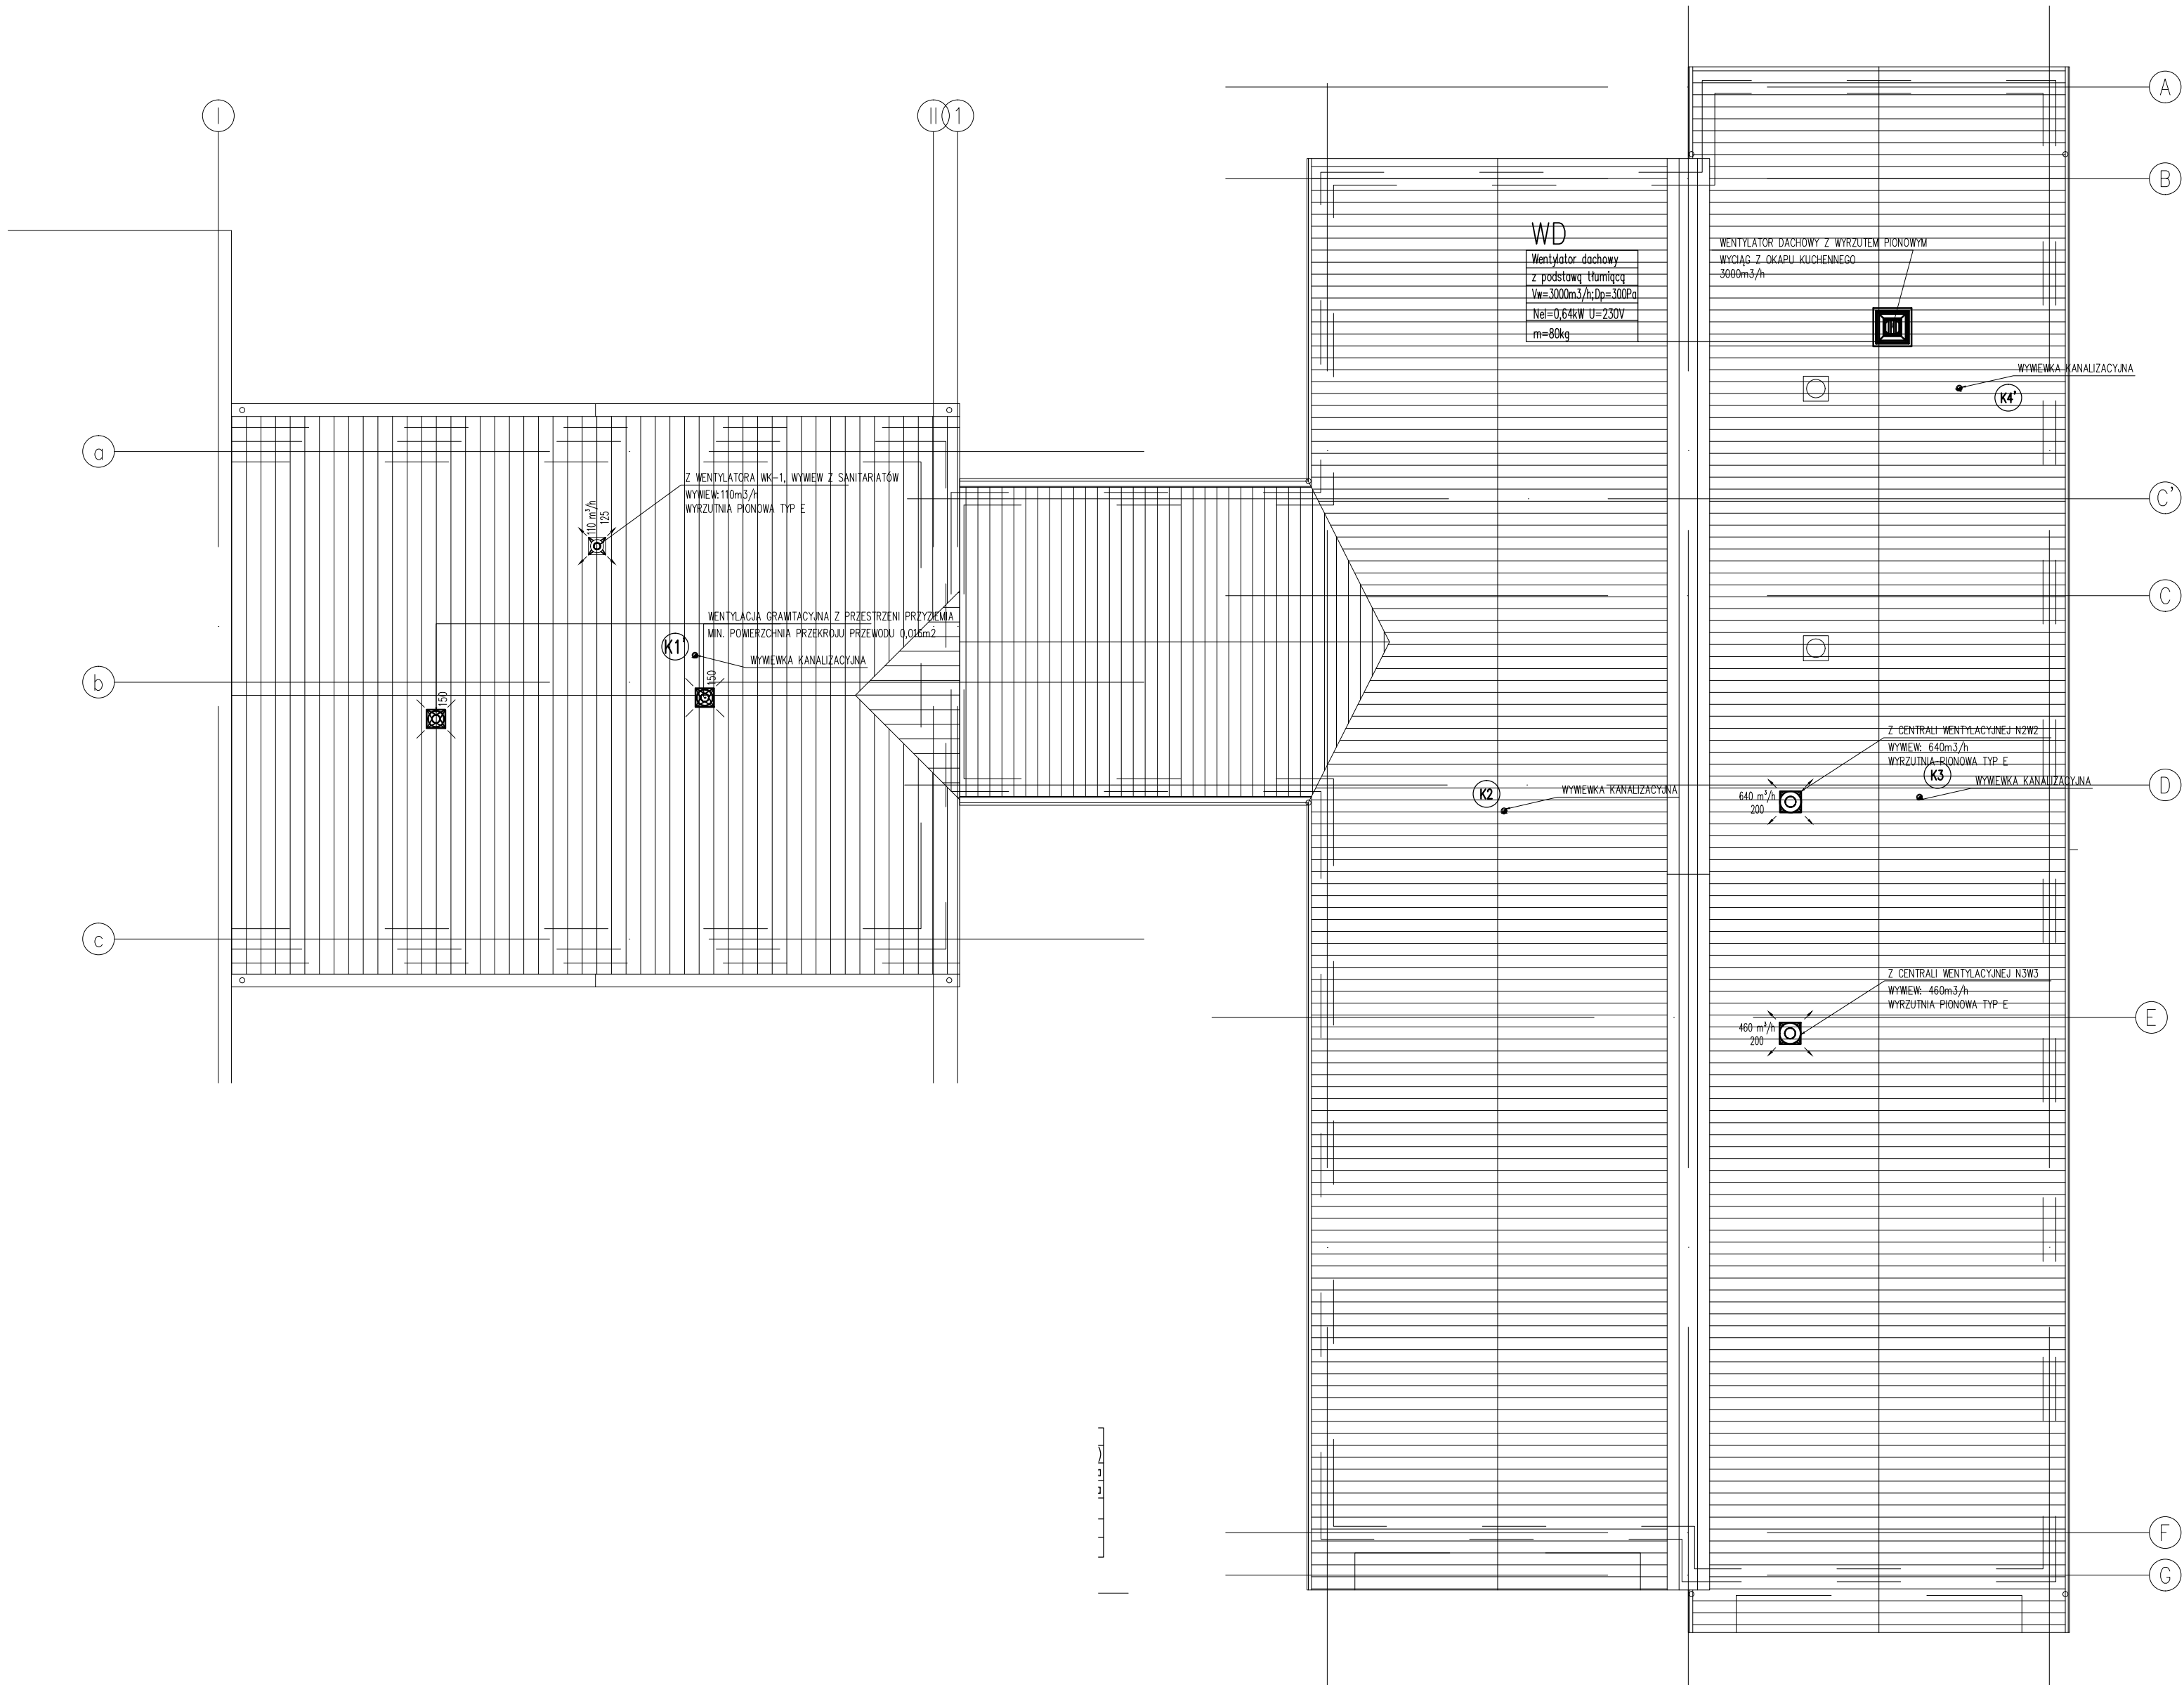 I
II
1
A
B
WD
Wentylator dachowy
z podstawą tłumiącą
Vw=3000m3/h;Dp=300Pa
Nel=0,64kW U=230V
m=80kg
WENTYLATOR DACHOWY Z WYRZUTEM PIONOWYM
WYCIĄG Z OKAPU KUCHENNEGO
3000m3/h
WYWIEWKA KANALIZACYJNA
K4'
a
Z WENTYLATORA WK-1, WYWIEW Z SANITARIATÓW
WYWIEW:110m3/h
WYRZUTNIA PIONOWA TYP E
110 m³/h
125
C'
C
WENTYLACJA GRAWITACYJNA Z PRZESTRZENI PRZYZIEMIA
MIN. POWIERZCHNIA PRZEKROJU PRZEWODU 0,016m2
K1'
WYWIEWKA KANALIZACYJNA
b
150
150
Z CENTRALI WENTYLACYJNEJ N2W2
WYWIEW: 640m3/h
WYRZUTNIA PIONOWA TYP E
K3
WYWIEWKA KANALIZACYJNA
640 m³/h
200
K2
WYWIEWKA KANALIZACYJNA
D
c
Z CENTRALI WENTYLACYJNEJ N3W3
WYWIEW: 460m3/h
WYRZUTNIA PIONOWA TYP E
460 m³/h
200
E
F
G